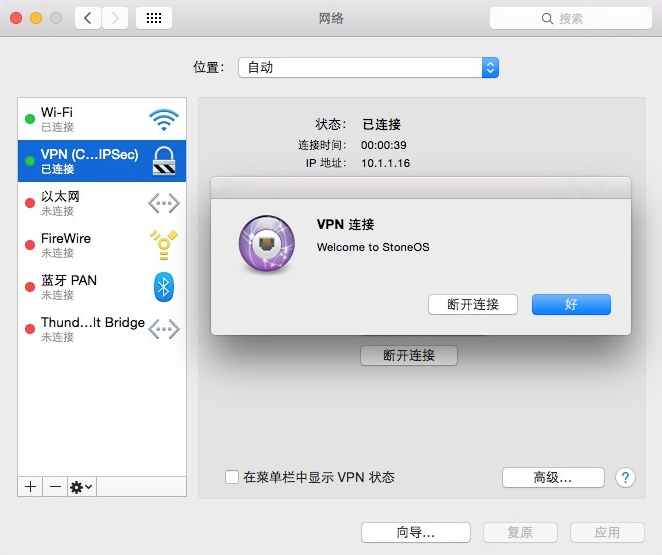 网络
搜索
位置：
自动
Wi-Fi
已连接
VPN (C...IPSec)
已连接
以太网
未连接
FireWire
未连接
蓝牙 PAN
未连接
Thund...lt Bridge
未连接
状态：
已连接
连接时间：
00:00:39
IP 地址：
10.1.1.16
VPN 连接
Welcome to StoneOS
断开连接
好
断开连接
在菜单栏中显示 VPN 状态
高级...
?
向导...
复原
应用